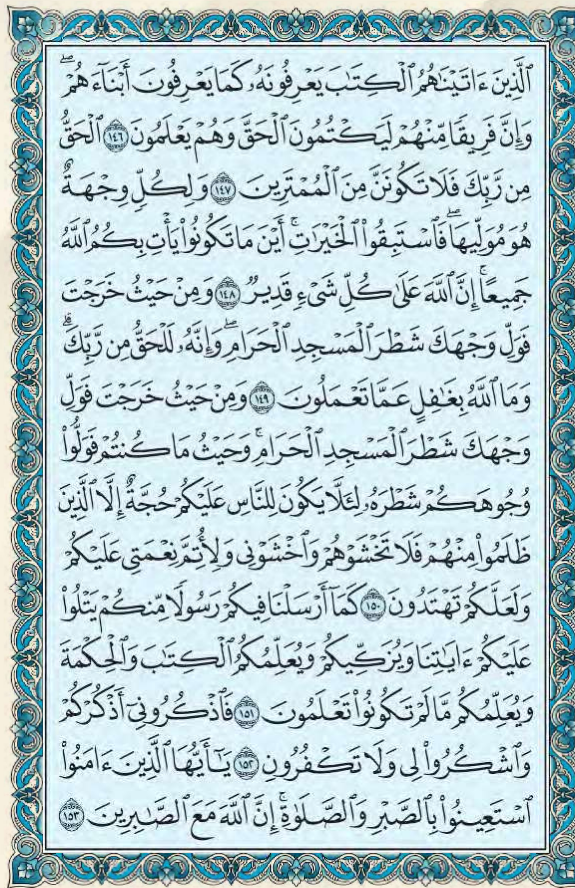 ٱلَّذِينَ ءَاتَيْنَٰهُمُ ٱلْكِتَٰبَ يَعْرِفُونَهُۥ كَمَا يَعْرِفُونَ أَبْنَآءَهُمْۖ
وَإِنَّ فَرِيقًا مِّنْهُمْ لَيَكْتُمُونَ ٱلْحَقَّ وَهُمْ يَعْلَمُونَ ١٤٦ ٱلْحَقُّ
مِن رَّبِّكَ فَلَا تَكُونَنَّ مِنَ ٱلْمُمْتَرِينَ ١٤٧ وَلِكُلٍّ وِجْهَةٌ
هُوَ مُوَلِّيهَاۖ فَٱسْتَبِقُوا۟ ٱلْخَيْرَٰتِۚ أَيْنَ مَا تَكُونُوا۟ يَأْتِ بِكُمُ ٱللَّهُ
جَمِيعًاۚ إِنَّ ٱللَّهَ عَلَىٰ كُلِّ شَىْءٍ قَدِيرٌ ١٤٨ وَمِنْ حَيْثُ خَرَجْتَ
فَوَلِّ وَجْهَكَ شَطْرَ ٱلْمَسْجِدِ ٱلْحَرَامِۖ وَإِنَّهُۥ لَلْحَقُّ مِن رَّبِّكَۗ
وَمَا ٱللَّهُ بِغَٰفِلٍ عَمَّا تَعْمَلُونَ ١٤٩ وَمِنْ حَيْثُ خَرَجْتَ فَوَلِّ
وَجْهَكَ شَطْرَ ٱلْمَسْجِدِ ٱلْحَرَامِۚ وَحَيْثُ مَا كُنتُمْ فَوَلُّوا۟
وُجُوهَكُمْ شَطْرَهُۥ لِئَلَّا يَكُونَ لِلنَّاسِ عَلَيْكُمْ حُجَّةٌ إِلَّا ٱلَّذِينَ
ظَلَمُوا۟ مِنْهُمْ فَلَا تَخْشَوْهُمْ وَٱخْشَوْنِى وَلِأُتِمَّ نِعْمَتِى عَلَيْكُمْ
وَلَعَلَّكُمْ تَهْتَدُونَ ١٥٠ كَمَآ أَرْسَلْنَا فِيكُمْ رَسُولًا مِّنكُمْ يَتْلُوا۟
عَلَيْكُمْ ءَايَٰتِنَا وَيُزَكِّيكُمْ وَيُعَلِّمُكُمُ ٱلْكِتَٰبَ وَٱلْحِكْمَةَ
وَيُعَلِّمُكُم مَّا لَمْ تَكُونُوا۟ تَعْلَمُونَ ١٥١ فَٱذْكُرُونِىٓ أَذْكُرْكُمْ
وَٱشْكُرُوا۟ لِى وَلَا تَكْفُرُونِ ١٥٢ يَٰٓأَيُّهَا ٱلَّذِينَ ءَامَنُوا۟
ٱسْتَعِينُوا۟ بِٱلصَّبْرِ وَٱلصَّلَوٰةِۚ إِنَّ ٱللَّهَ مَعَ ٱلصَّٰبِرِينَ ١٥٣